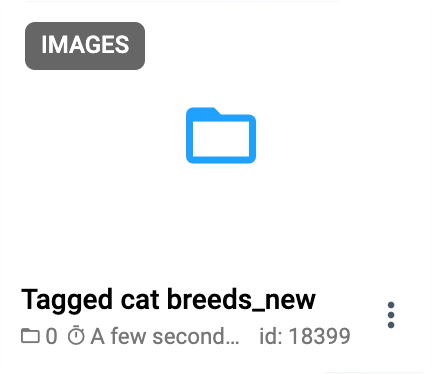 IMAGES
Tagged cat breeds_new
0 A few second... id: 18399